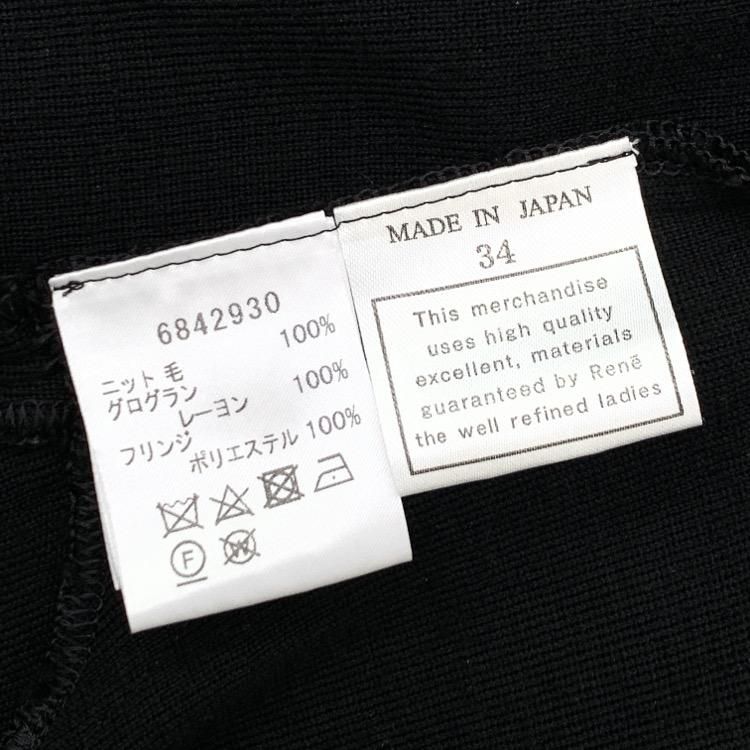 6842930
ニット 毛 100%
グログラン
レーヨン 100%
フリンジ
ポリエステル 100%
F
W
MADE IN JAPAN
34
This merchandise
uses high quality
excellent, materials
guaranteed by René
the well refined ladies